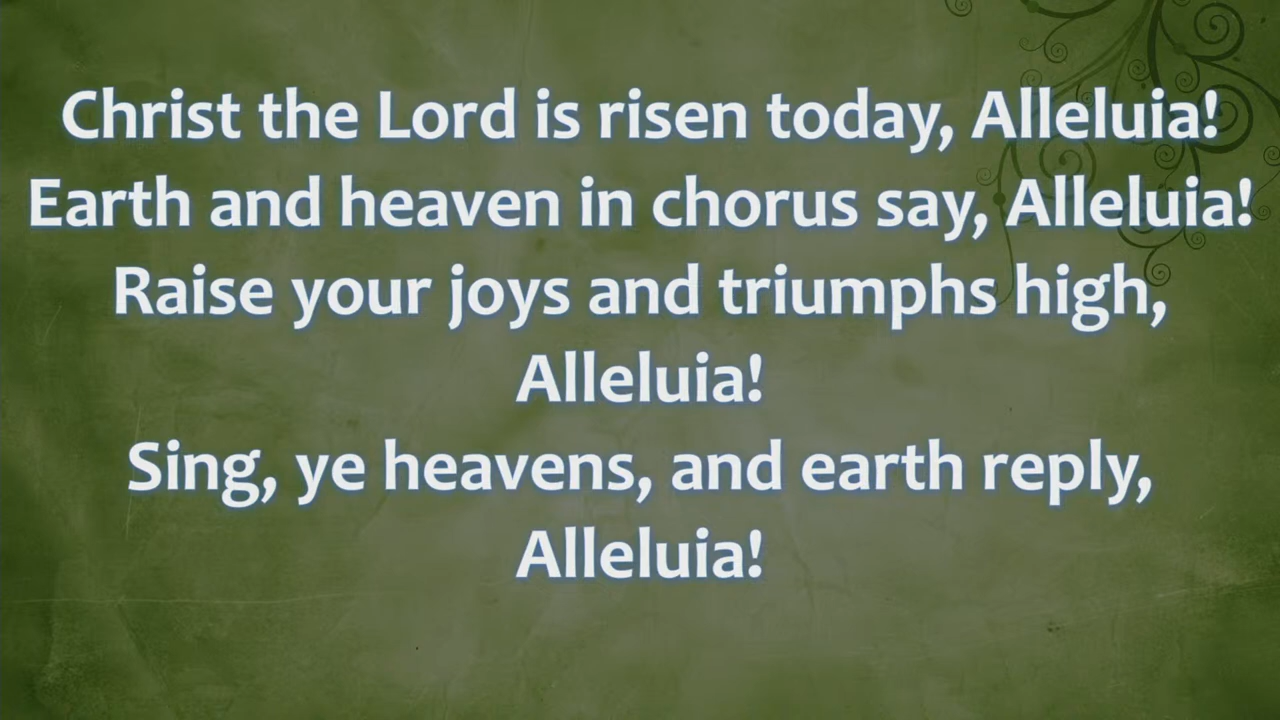 Christ the Lord is risen today, Alleluia!
Earth and heaven in chorus say, Alleluia!
Raise your joys and triumphs high,
Alleluia!
Sing, ye heavens, and earth reply,
Alleluia!